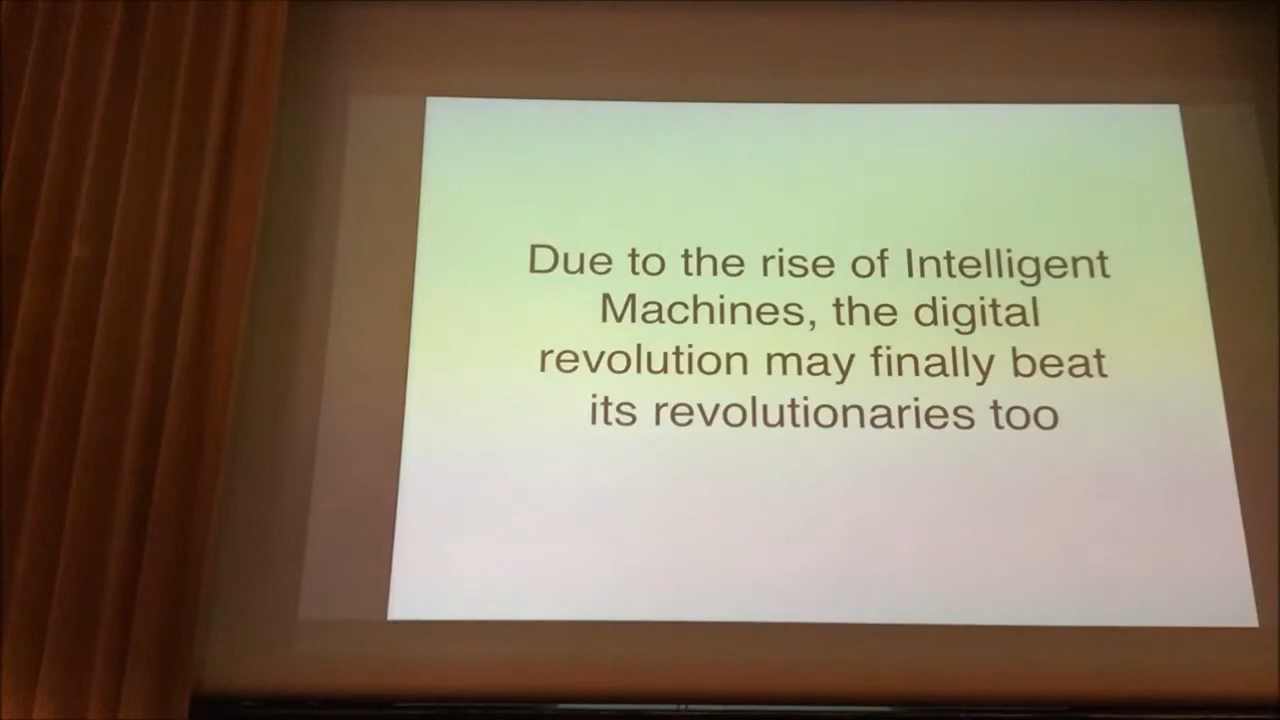 Due to the rise of Intelligent
Machines, the digital
revolution may finally beat
its revolutionaries too